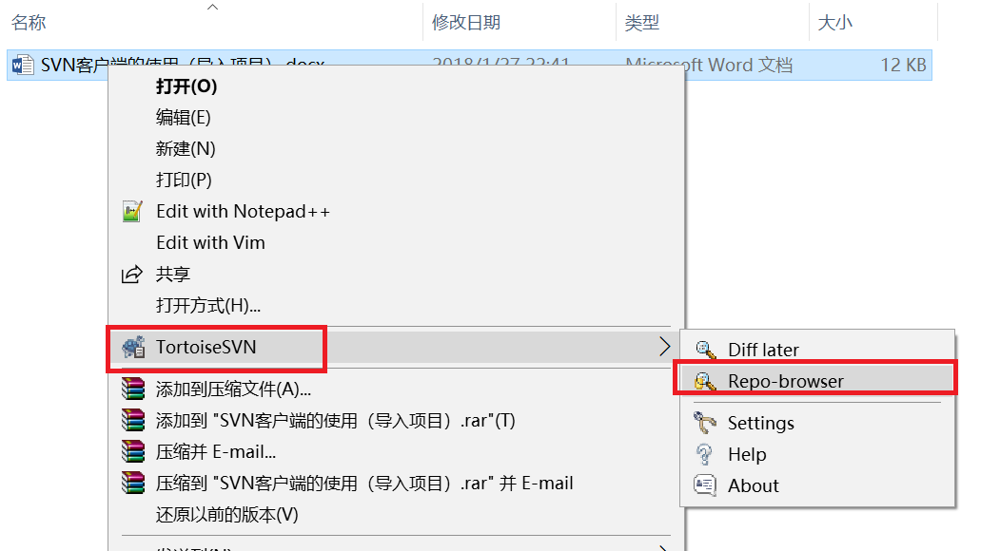 名称 修改日期 类型 大小
SVN客户端的使用（导入项目）.docx 2018/1/27 22:41 Microsoft Word 文档 12 KB
打开(O)
编辑(E)
新建(N)
打印(P)
Edit with Notepad++
Edit with Vim
共享
打开方式(H)...
TortoiseSVN
Diff later
Repo-browser
Settings
Help
About
添加到压缩文件(A)...
添加到 "SVN客户端的使用（导入项目）.rar"(T)
压缩并 E-mail...
压缩到 "SVN客户端的使用（导入项目）.rar" 并 E-mail
还原以前的版本(V)
发送到(N)